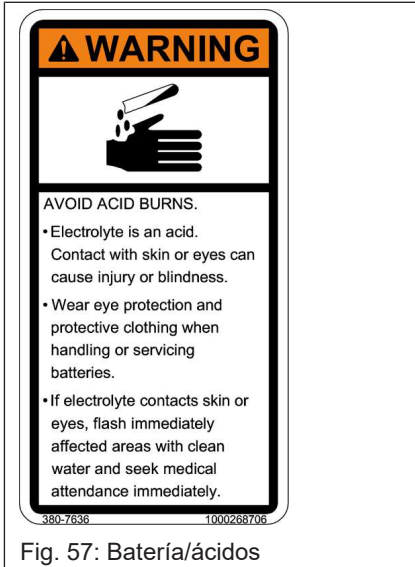 WARNING
AVOID ACID BURNS.
• Electrolyte is an acid.
Contact with skin or eyes can
cause injury or blindness.
• Wear eye protection and
protective clothing when
handling or servicing
batteries.
• If electrolyte contacts skin or
eyes, flash immediately
affected areas with clean
water and seek medical
attendance immediately.
380-7636 1000268706
Fig. 57: Batería/ácidos